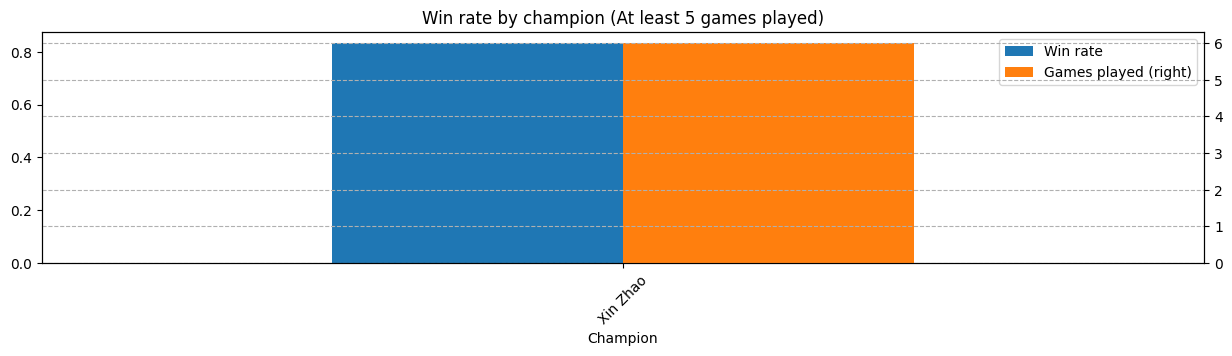 Win rate by champion (At least 5 games played)
Win rate
Games played (right)
0.8
0.6
0.4
0.2
0.0
6
5
4
3
2
1
0
Xin Zhao
Champion